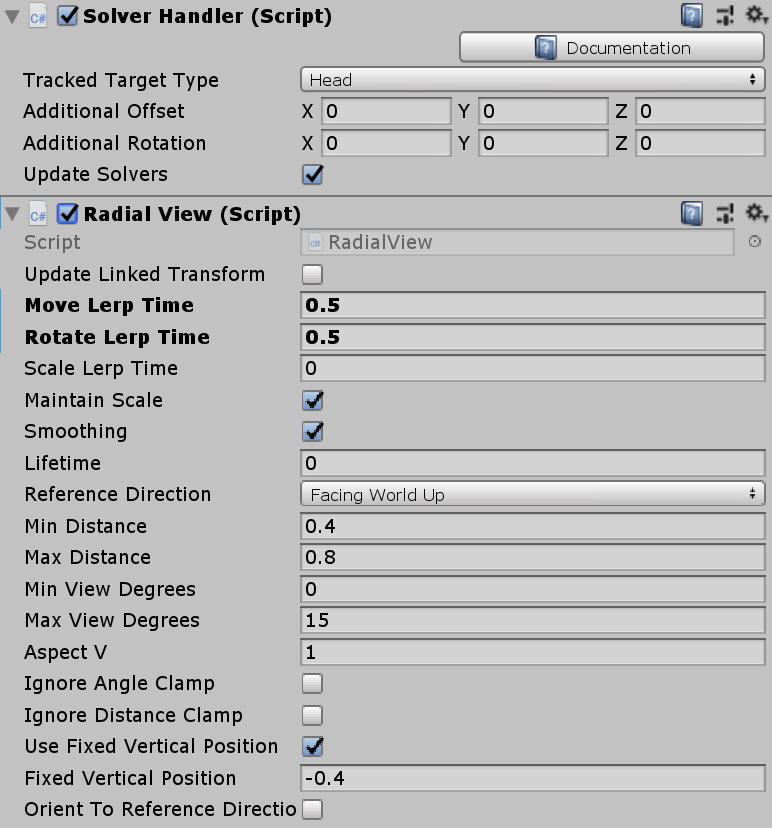 C# Solver Handler (Script)
Documentation
Tracked Target Type Head
Additional Offset X 0 Y 0 Z 0
Additional Rotation X 0 Y 0 Z 0
Update Solvers
C# Radial View (Script)
Script C# RadialView
Update Linked Transform
Move Lerp Time 0.5
Rotate Lerp Time 0.5
Scale Lerp Time 0
Maintain Scale
Smoothing
Lifetime 0
Reference Direction Facing World Up
Min Distance 0.4
Max Distance 0.8
Min View Degrees 0
Max View Degrees 15
Aspect V 1
Ignore Angle Clamp
Ignore Distance Clamp
Use Fixed Vertical Position
Fixed Vertical Position -0.4
Orient To Reference Directio